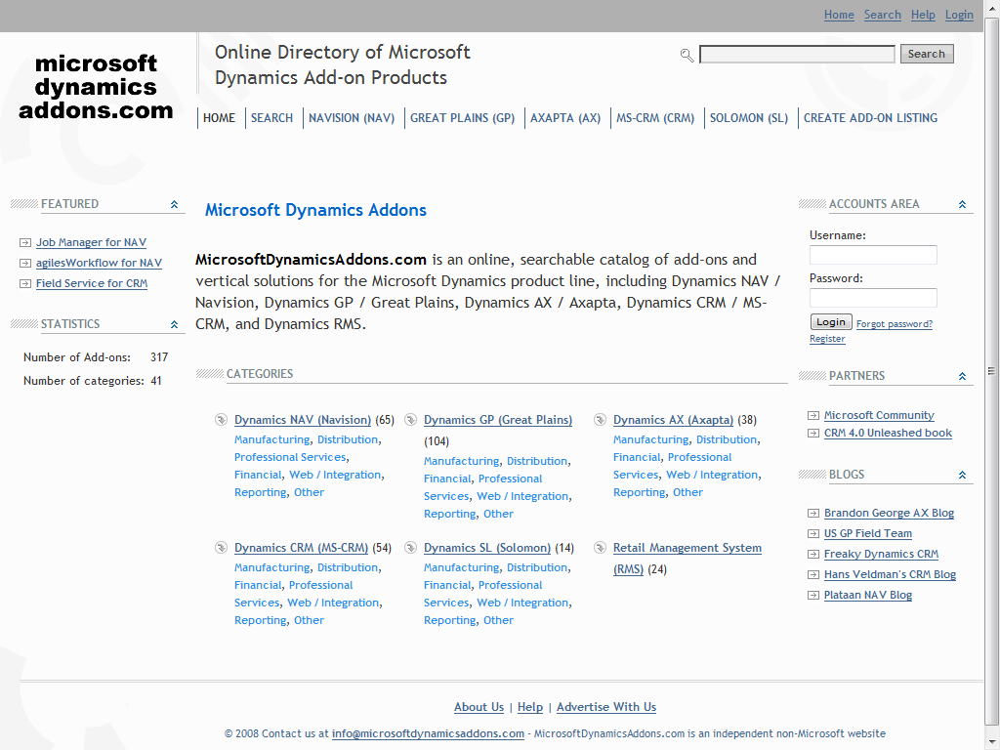 Home Search Help Login
microsoft
dynamics
addons.com
Online Directory of Microsoft
Dynamics Add-on Products
Search
HOME SEARCH NAVISION (NAV) GREAT PLAINS (GP) AXAPTA (AX) MS-CRM (CRM) SOLOMON (SL) CREATE ADD-ON LISTING
FEATURED
Job Manager for NAV
agilesWorkflow for NAV
Field Service for CRM
STATISTICS
Number of Add-ons: 317
Number of categories: 41
Microsoft Dynamics Addons
MicrosoftDynamicsAddons.com is an online, searchable catalog of add-ons and
vertical solutions for the Microsoft Dynamics product line, including Dynamics NAV /
Navision, Dynamics GP / Great Plains, Dynamics AX / Axapta, Dynamics CRM / MS-
CRM, and Dynamics RMS.
CATEGORIES
Dynamics NAV (Navision) (65)
Manufacturing, Distribution,
Professional Services,
Financial, Web / Integration,
Reporting, Other
Dynamics GP (Great Plains)
(104)
Manufacturing, Distribution,
Financial, Professional
Services, Web / Integration,
Reporting, Other
Dynamics AX (Axapta) (38)
Manufacturing, Distribution,
Financial, Professional
Services, Web / Integration,
Reporting, Other
Dynamics CRM (MS-CRM) (54)
Manufacturing, Distribution,
Financial, Professional
Services, Web / Integration,
Reporting, Other
Dynamics SL (Solomon) (14)
Manufacturing, Distribution,
Financial, Professional
Services, Web / Integration,
Reporting, Other
Retail Management System
(RMS) (24)
ACCOUNTS AREA
Username:
Password:
Login Forgot password?
Register
PARTNERS
Microsoft Community
CRM 4.0 Unleashed book
BLOGS
Brandon George AX Blog
US GP Field Team
Freaky Dynamics CRM
Hans Veldman's CRM Blog
Plataan NAV Blog
About Us | Help | Advertise With Us
© 2008 Contact us at info@microsoftdynamicsaddons.com - MicrosoftDynamicsAddons.com is an independent non-Microsoft website